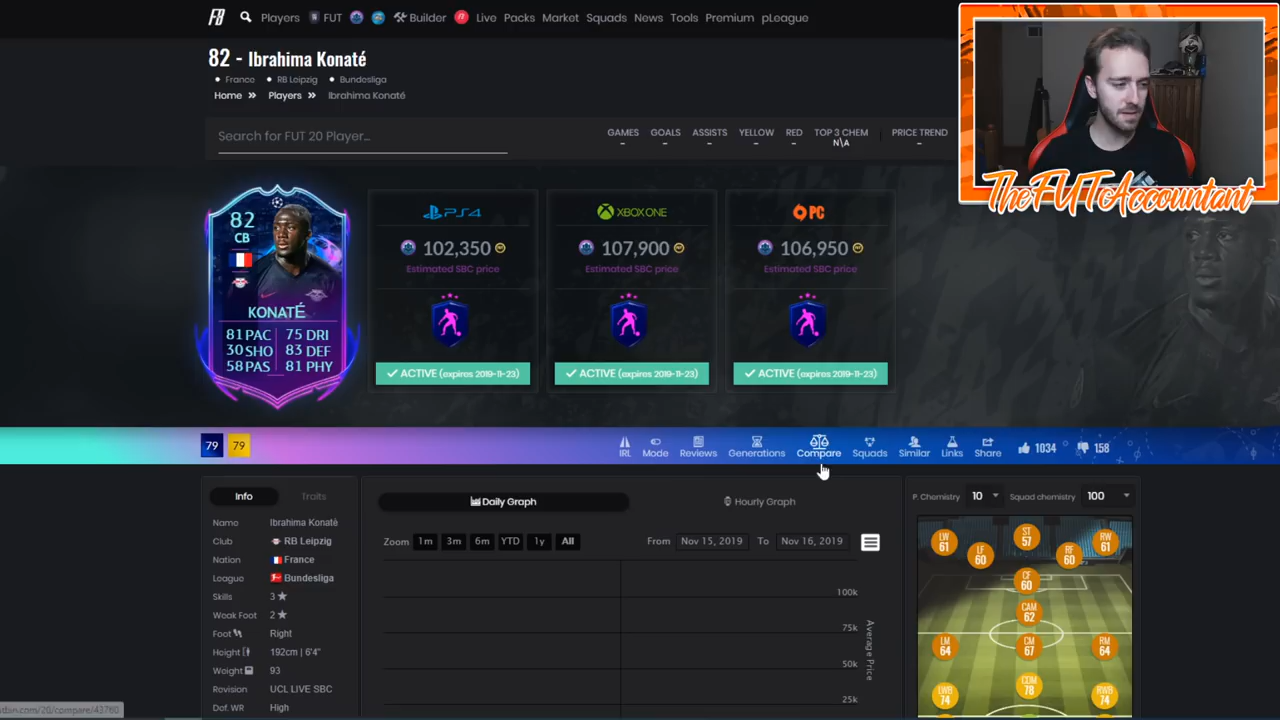 F8 Players FUT Builder Live Packs Market Squads News Tools Premium pLeague
82 - Ibrahima Konaté
France RB Leipzig Bundesliga
Home » Players » Ibrahima Konaté
Search for FUT 20 Player...
GAMES GOALS ASSISTS YELLOW RED TOP 3 CHEM PRICE TREND
- - - - - N\A -
TheFUTAccountant
82
CB
KONATÉ
81 PAC 75 DRI
30 SHO 83 DEF
58 PAS 81 PHY
PS4
102,350
Estimated SBC price
ACTIVE (expires 2019-11-23)
XBOX ONE
107,900
Estimated SBC price
ACTIVE (expires 2019-11-23)
PC
106,950
Estimated SBC price
ACTIVE (expires 2019-11-23)
79 79 IRL Mode Reviews Generations Compare Squads Similar Links Share 1034 158
Info Traits
Name Ibrahima Konaté
Club RB Leipzig
Nation France
League Bundesliga
Skills 3
Weak Foot 2
Foot Right
Height 192cm | 6'4"
Weight 93
Revision UCL LIVE SBC
Def. WR High
Daily Graph Hourly Graph
Zoom 1m 3m 6m YTD 1y All From Nov 15, 2019 To Nov 16, 2019
100k
75k
50k
25k
Average Price
P. Chemistry 10 Squad chemistry 100
LW 61
ST 57
RW 61
LF 60
RF 60
CF 60
CAM 62
LM 64
CM 67
RM 64
CDM 78
LWB 74
RWB 74
/20/compare/43760